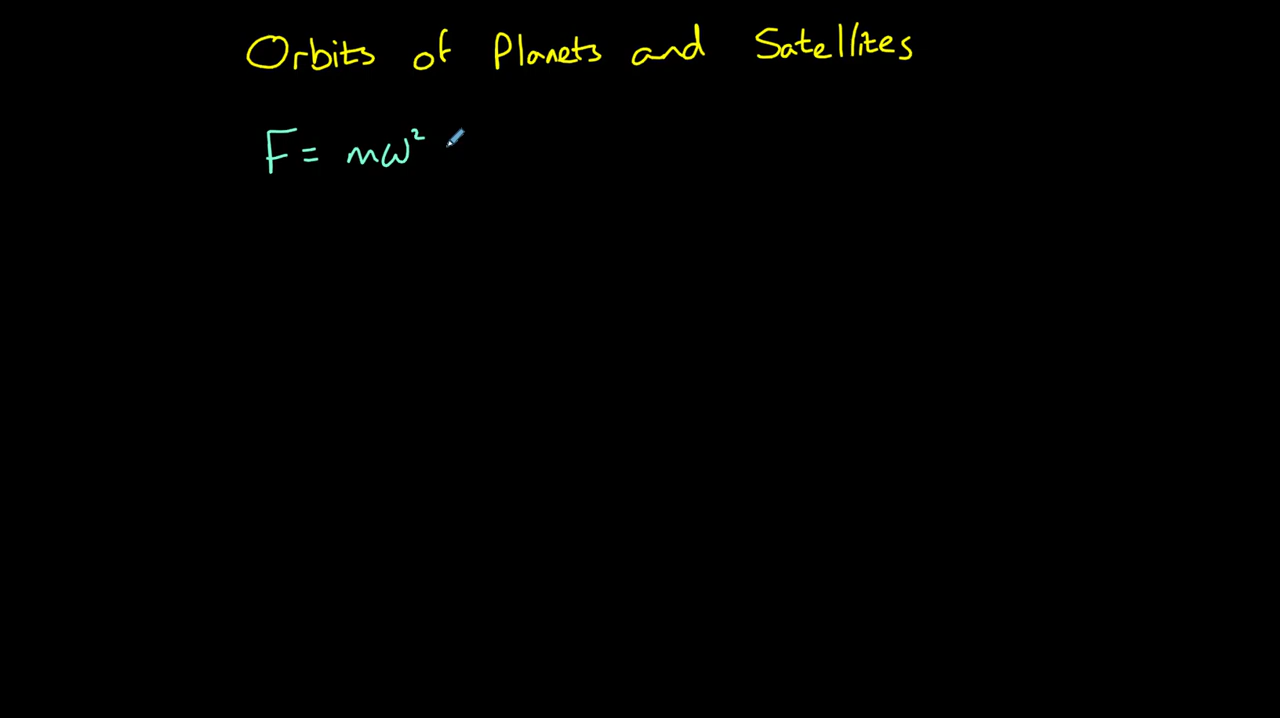 Orbits of Planets and Satellites
F = mω²